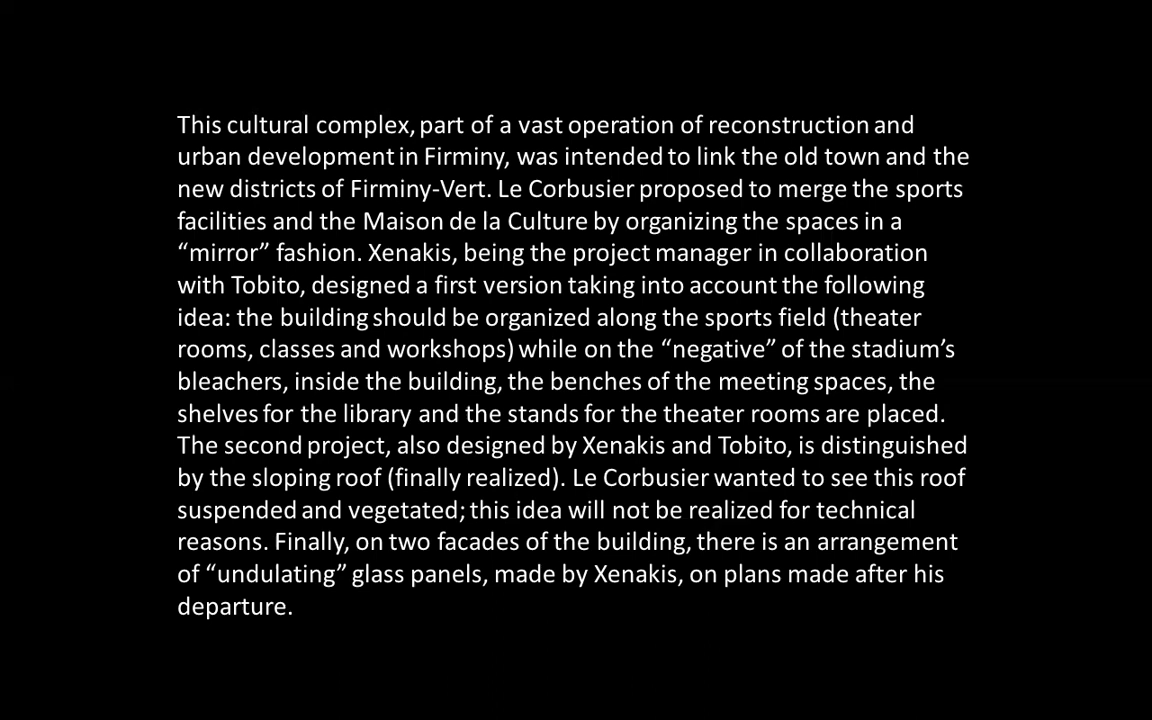 This cultural complex, part of a vast operation of reconstruction and
urban development in Firminy, was intended to link the old town and the
new districts of Firminy-Vert. Le Corbusier proposed to merge the sports
facilities and the Maison de la Culture by organizing the spaces in a
“mirror” fashion. Xenakis, being the project manager in collaboration
with Tobito, designed a first version taking into account the following
idea: the building should be organized along the sports field (theater
rooms, classes and workshops) while on the “negative” of the stadium’s
bleachers, inside the building, the benches of the meeting spaces, the
shelves for the library and the stands for the theater rooms are placed.
The second project, also designed by Xenakis and Tobito, is distinguished
by the sloping roof (finally realized). Le Corbusier wanted to see this roof
suspended and vegetated; this idea will not be realized for technical
reasons. Finally, on two facades of the building, there is an arrangement
of “undulating” glass panels, made by Xenakis, on plans made after his
departure.